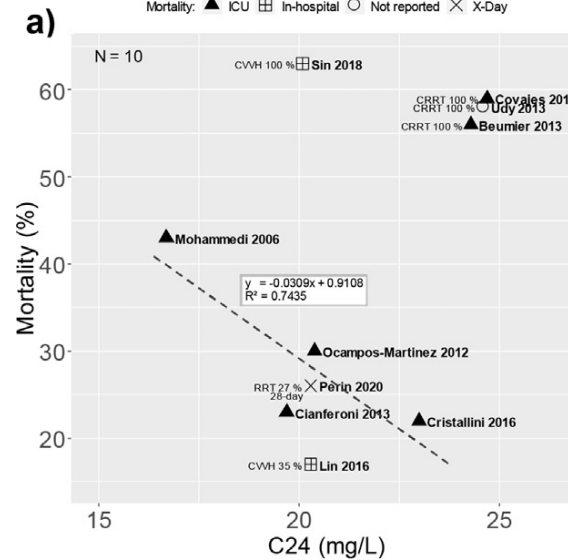 Mortality: ICU In-hospital Not reported X-Day
a)
N = 10
CVVH 100 % Sin 2018
CRRT 100 % Covajes 201
CRRT 100 % Udy 2013
CRRT 100 % Beumier 2013
Mohammedi 2006
y = -0.0309x + 0.9108
R² = 0.7435
Ocampos-Martinez 2012
RRT 27 % Perin 2020
28-day
Cianferoni 2013
Cristallini 2016
CVVH 35 % Lin 2016
60
50
40
30
20
Mortality (%)
15 20 25
C24 (mg/L)